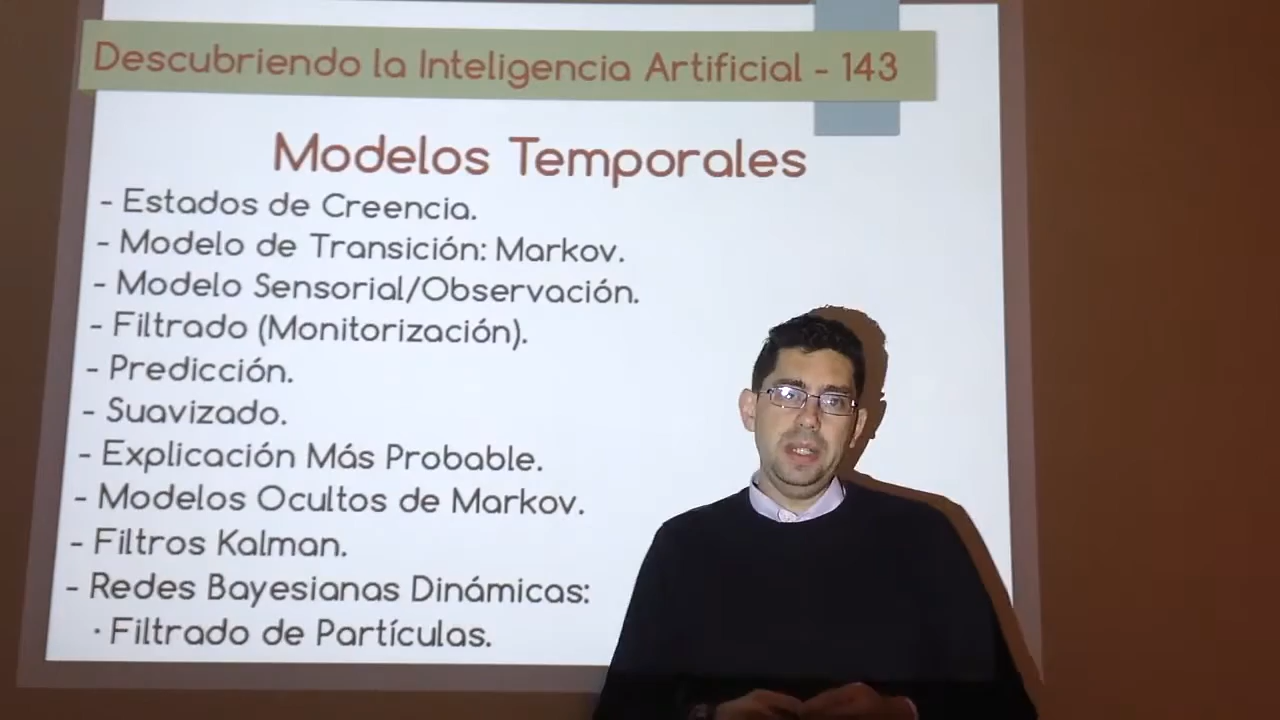 Descubriendo la Inteligencia Artificial - 143
Modelos Temporales
- Estados de Creencia.
- Modelo de Transición: Markov.
- Modelo Sensorial/Observación.
- Filtrado (Monitorización).
- Predicción.
- Suavizado.
- Explicación Más Probable.
- Modelos Ocultos de Markov.
- Filtros Kalman.
- Redes Bayesianas Dinámicas:
· Filtrado de Partículas.